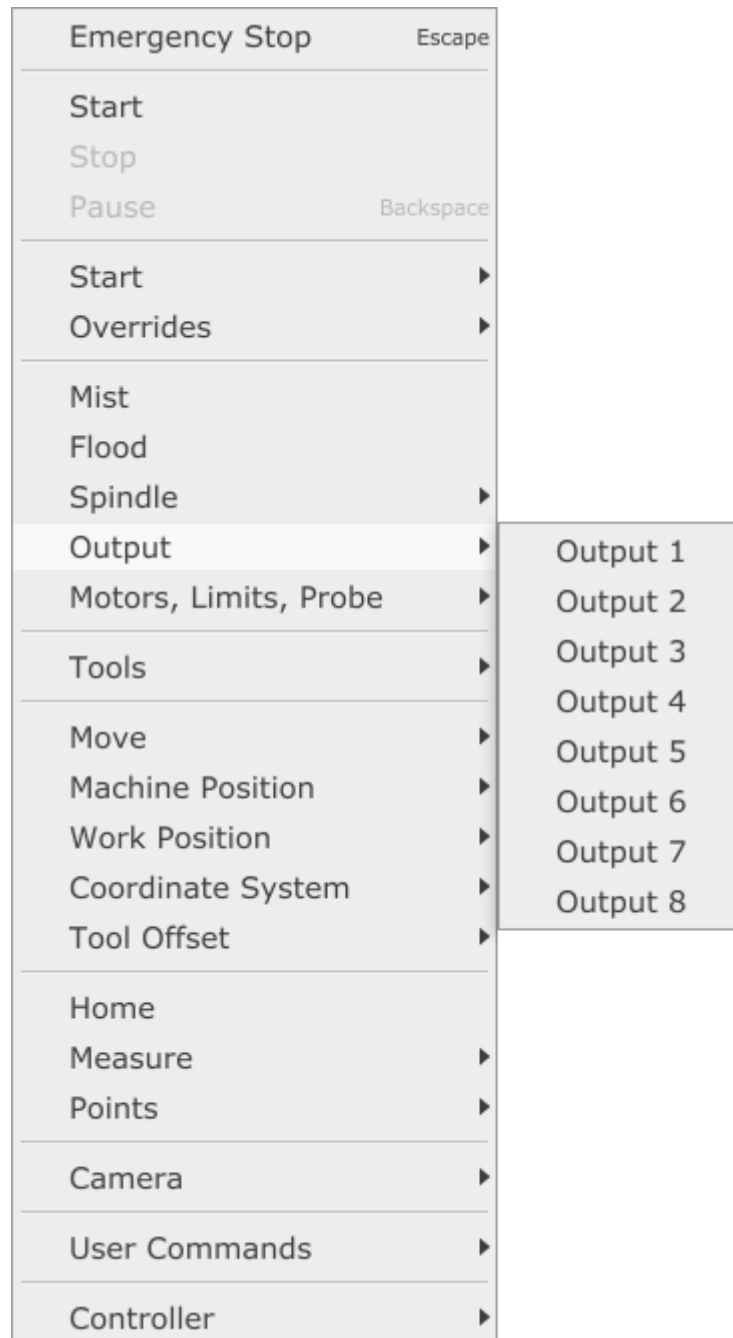 Emergency Stop Escape
Start
Stop
Pause Backspace
Start
Overrides
Mist
Flood
Spindle
Output
Motors, Limits, Probe
Tools
Move
Machine Position
Work Position
Coordinate System
Tool Offset
Home
Measure
Points
Camera
User Commands
Controller
Output 1
Output 2
Output 3
Output 4
Output 5
Output 6
Output 7
Output 8